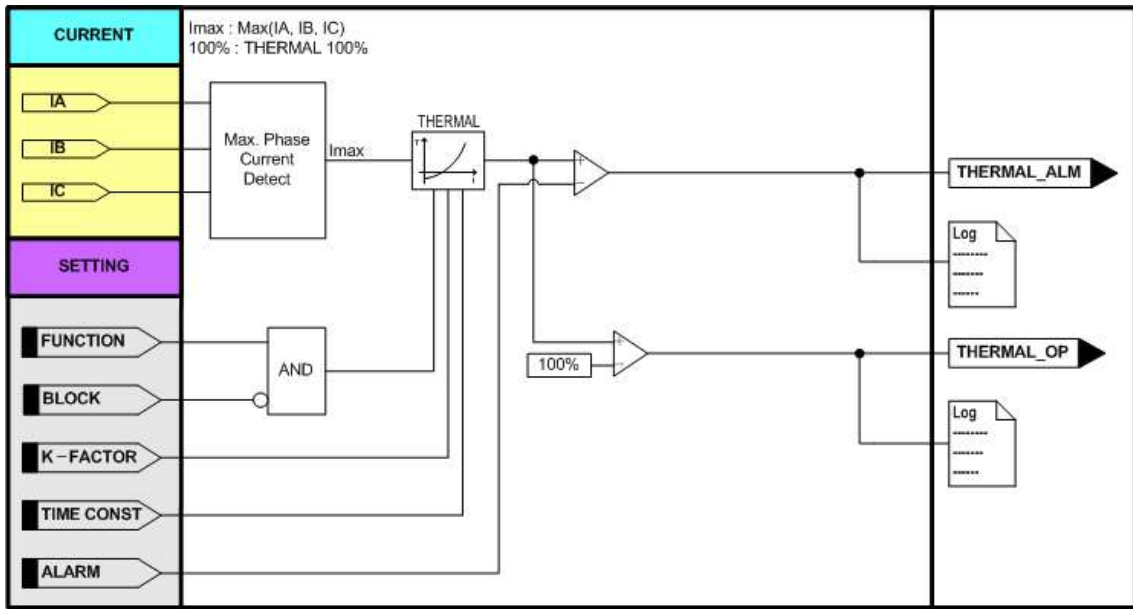 CURRENT
Imax : Max(IA, IB, IC)
100% : THERMAL 100%
IA
IB
IC
Max. Phase
Current
Detect
Imax
THERMAL
T
I
+
−
THERMAL_ALM
Log
SETTING
FUNCTION
BLOCK
K−FACTOR
TIME CONST
ALARM
AND
100%
+
−
THERMAL_OP
Log